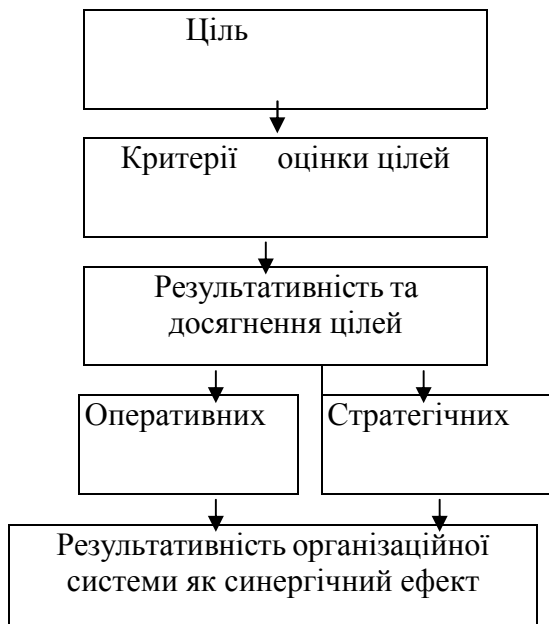 Ціль
Критерії оцінки цілей
Результативність та
досягнення цілей
Оперативних
Стратегічних
Результативність організаційної
системи як синергічний ефект